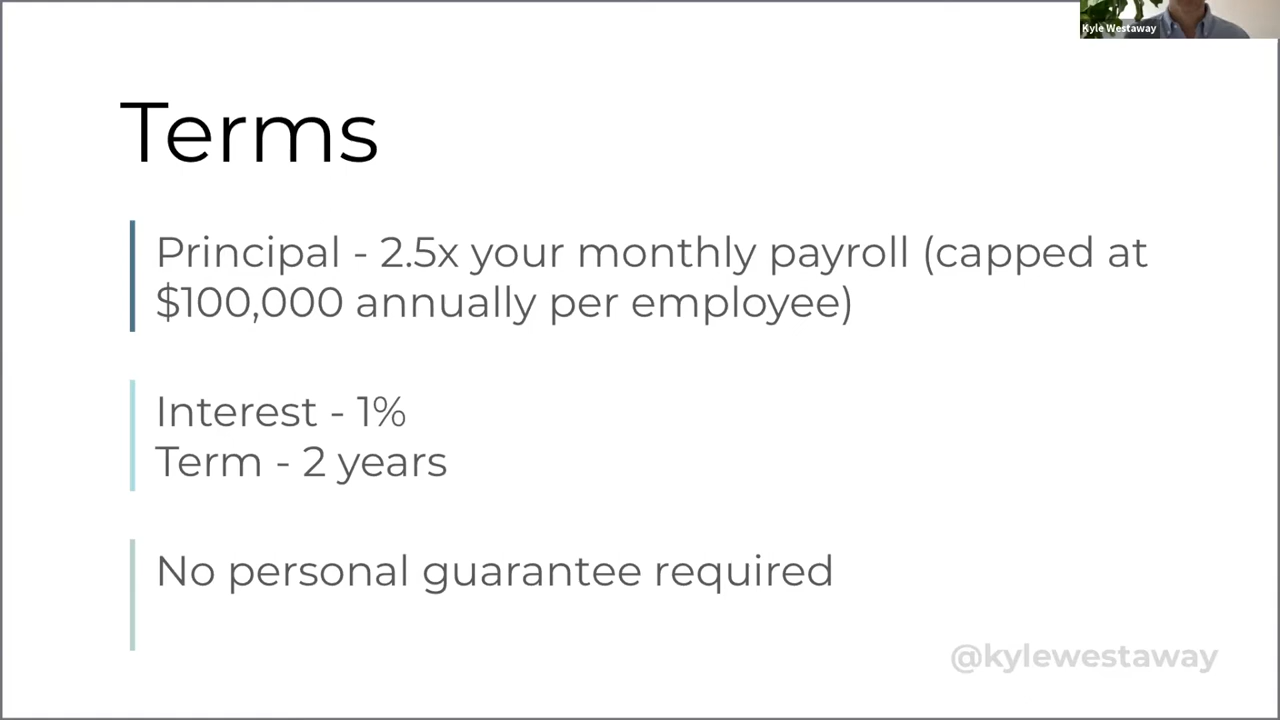 Kyle Westaway
Terms
Principal - 2.5x your monthly payroll (capped at
$100,000 annually per employee)
Interest - 1%
Term - 2 years
No personal guarantee required
@kylewestaway